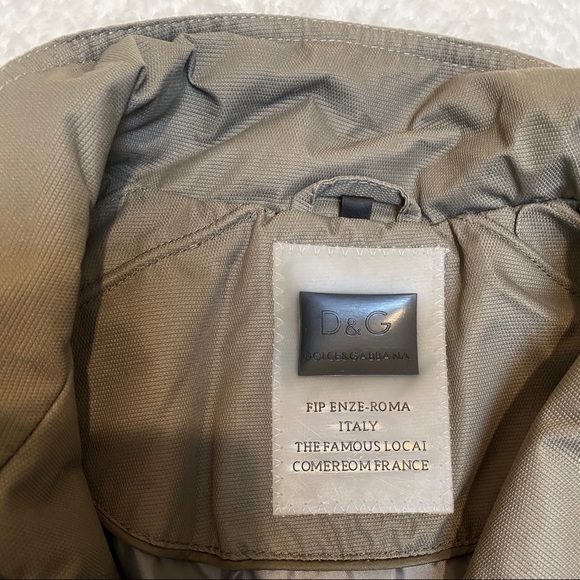 D&G
DOLCE&GABBANA
FIP ENZE-ROMA
ITALY
THE FAMOUS LOCAI
COMEREOM FRANCE